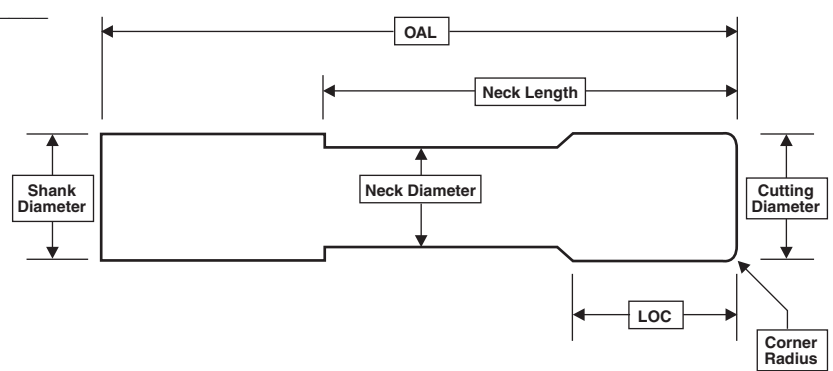 OAL
Neck Length
Shank
Diameter
Neck Diameter
Cutting
Diameter
LOC
Corner
Radius